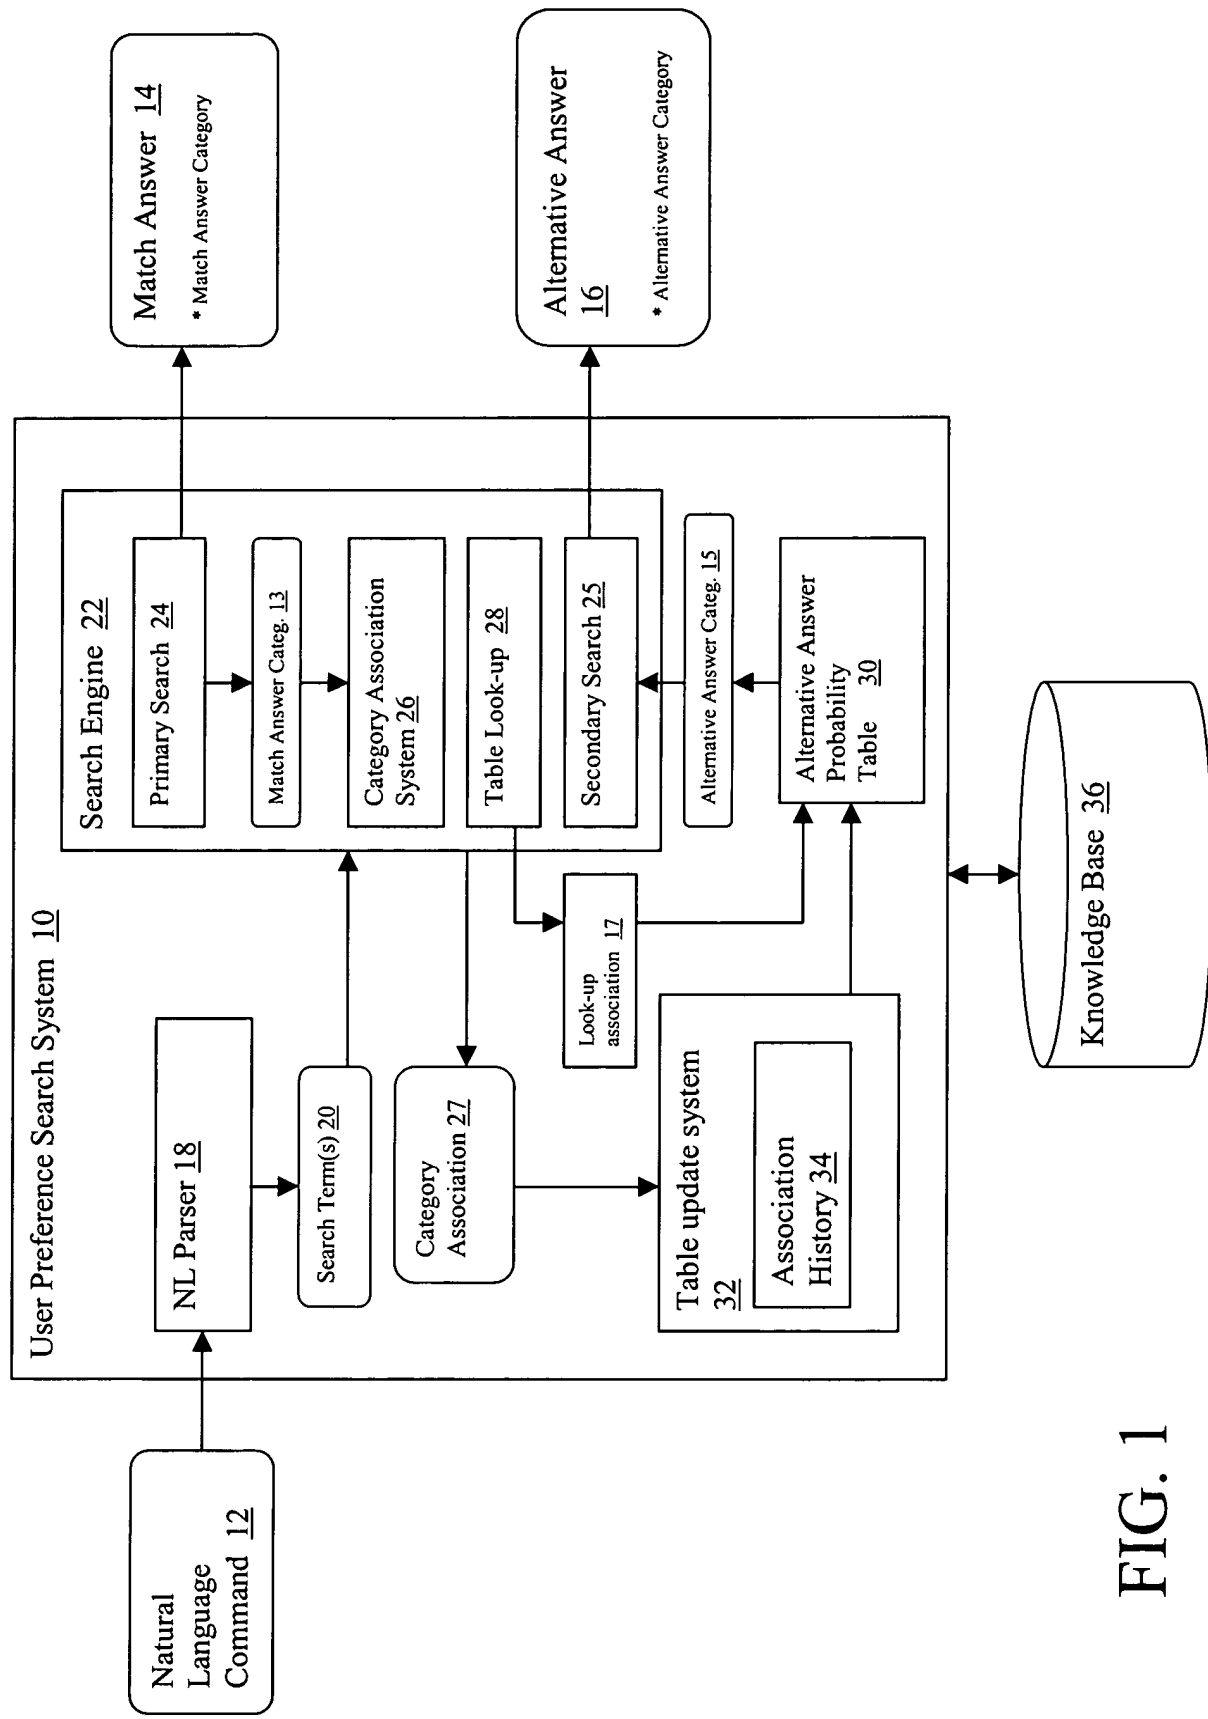 User Preference Search System 10
Natural
Language
Command 12
NL Parser 18
Search Term(s) 20
Category
Association 27
Table update system
32
Association
History 34
Look-up
association 17
Search Engine 22
Primary Search 24
Match Answer Categ. 13
Category Association
System 26
Table Look-up 28
Secondary Search 25
Alternative Answer Categ. 15
Alternative Answer
Probability
Table 30
Match Answer 14
* Match Answer Category
Alternative Answer
16
* Alternative Answer Category
Knowledge Base 36
FIG. 1